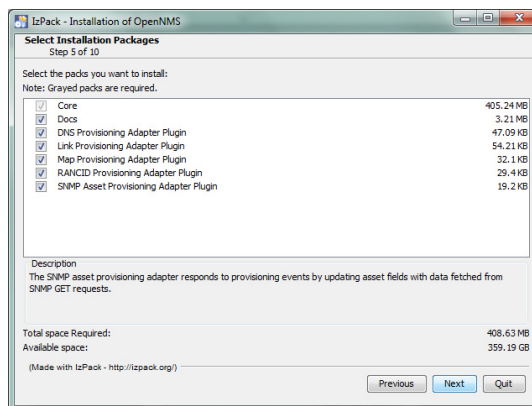 IzPack - Installation of OpenNMS
Select Installation Packages
Step 5 of 10
Select the packs you want to install:
Note: Grayed packs are required.
Core 405.24 MB
Docs 3.21 MB
DNS Provisioning Adapter Plugin 47.09 KB
Link Provisioning Adapter Plugin 54.21 KB
Map Provisioning Adapter Plugin 32.1 KB
RANCID Provisioning Adapter Plugin 29.4 KB
SNMP Asset Provisioning Adapter Plugin 19.2 KB
Description
The SNMP asset provisioning adapter responds to provisioning events by updating asset fields with data fetched from
SNMP GET requests.
Total space Required: 408.63 MB
Available space: 359.19 GB
(Made with IzPack - http://izpack.org/)
Previous Next Quit